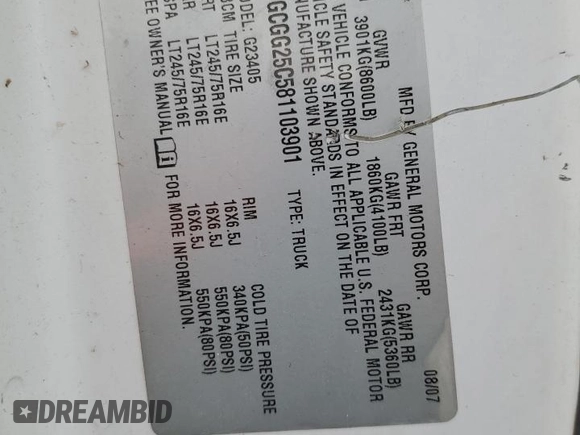 MFD BY GENERAL MOTORS CORP. 08/07
GVWR GAWR FRT GAWR RR
3901KG(8600LB) 1860KG(4100LB) 2431KG(5360LB)
VEHICLE CONFORMS TO ALL APPLICABLE U.S. FEDERAL MOTOR
VEHICLE SAFETY STANDARDS IN EFFECT ON THE DATE OF
MANUFACTURE SHOWN ABOVE.
GCGG25C581103901 TYPE: TRUCK
MODEL: G23405
TIRE SIZE RIM COLD TIRE PRESSURE
LT245/75R16E 16X6.5J 340KPA(50PSI)
LT245/75R16E 16X6.5J 550KPA(80PSI)
SPA LT245/75R16E 16X6.5J 550KPA(80PSI)
SEE OWNER'S MANUAL FOR MORE INFORMATION.
DREAMBID